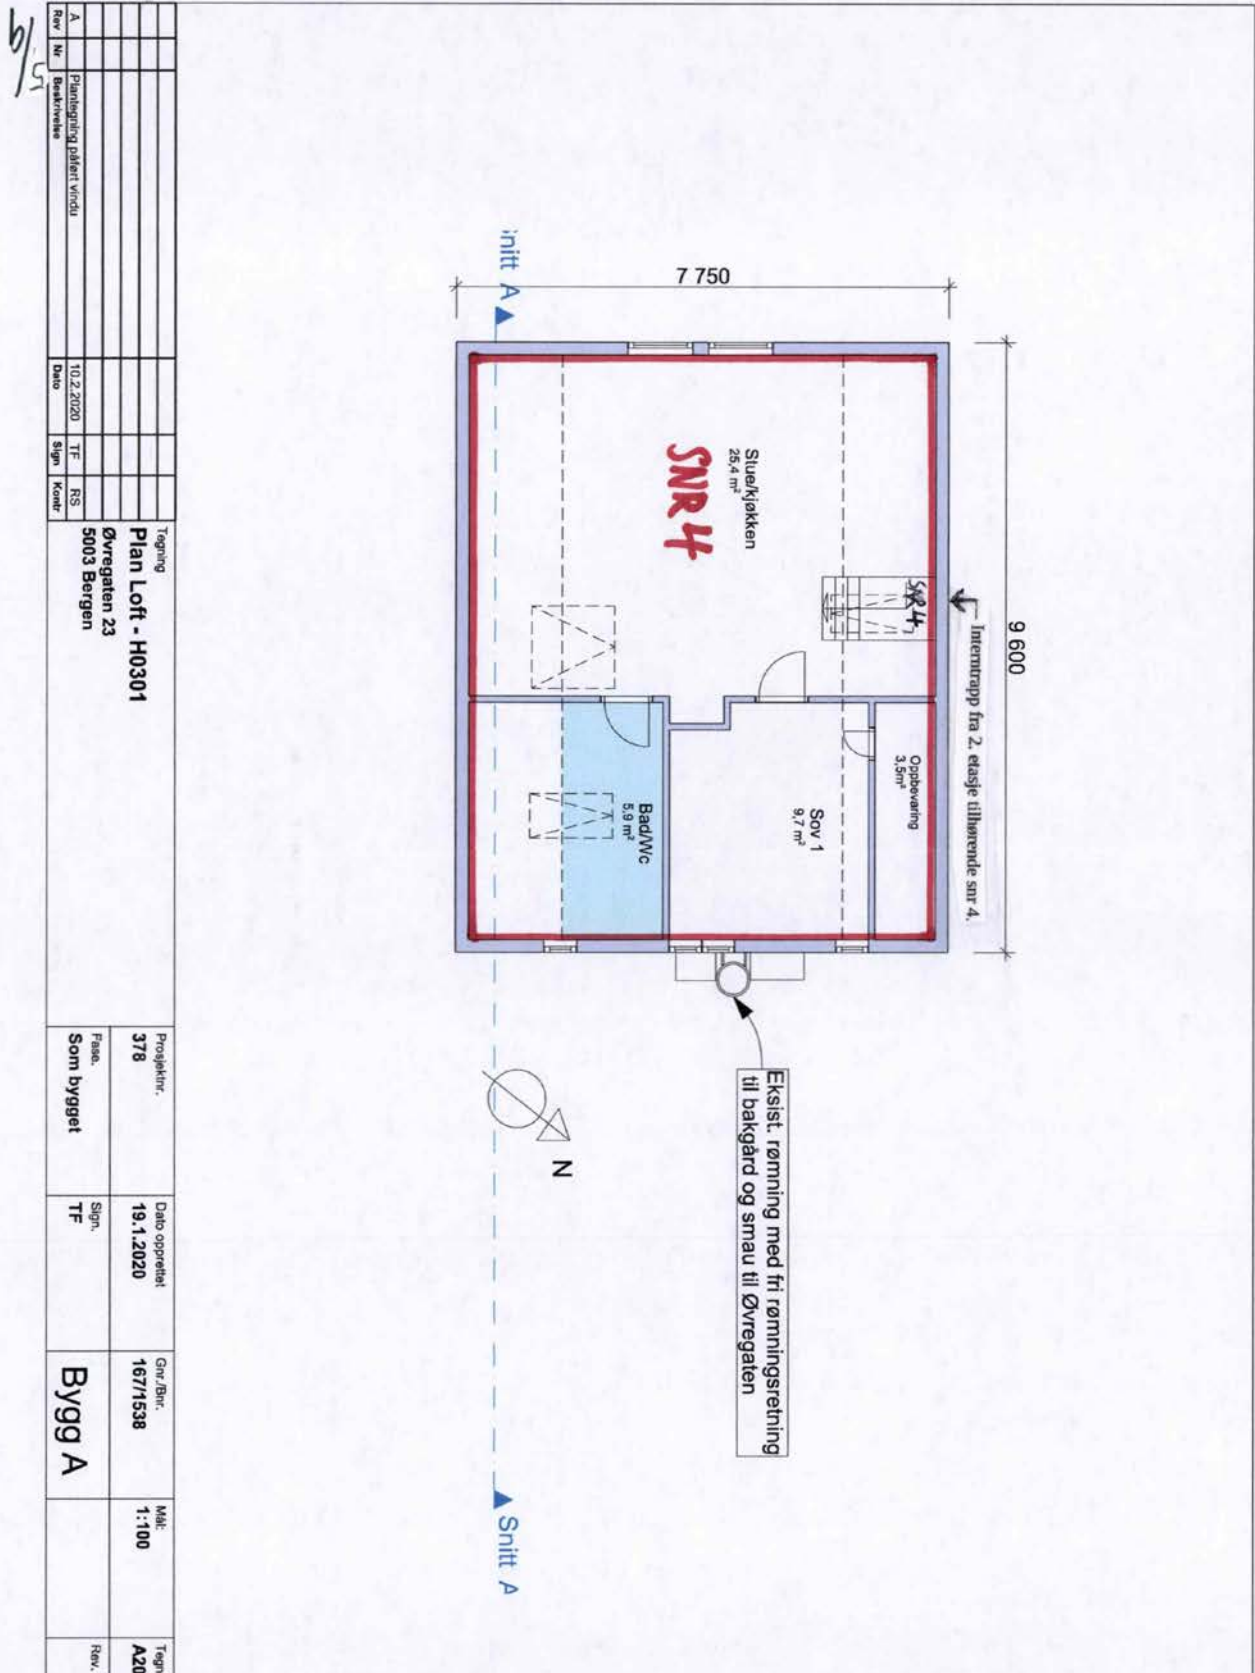 9 600
7 750
Interntrapp fra 2. etasje tilhørende snr 4.
SNR 4
Stue/kjøkken
25,4 m²
SNR 4
Oppbevaring
3,5m²
Sov 1
9,7 m²
Bad/Wc
5,9 m²
Eksist. rømning med fri rømningsretning
til bakgård og smau til Øvregaten
N
nitt A
Snitt A
Tegning
Plan Loft - H0301
Øvregaten 23
5003 Bergen
Prosjektnr.
378
Dato opprettet
19.1.2020
Gnr./Bnr.
167/1538
Mål:
1:100
Tegn
A20
Fase.
Som bygget
Sign.
TF
Bygg A
Rev.
A Plantegning påført vindu 10.2.2020 TF RS
Rev Nr Beskrivelse Dato Sign Kontr